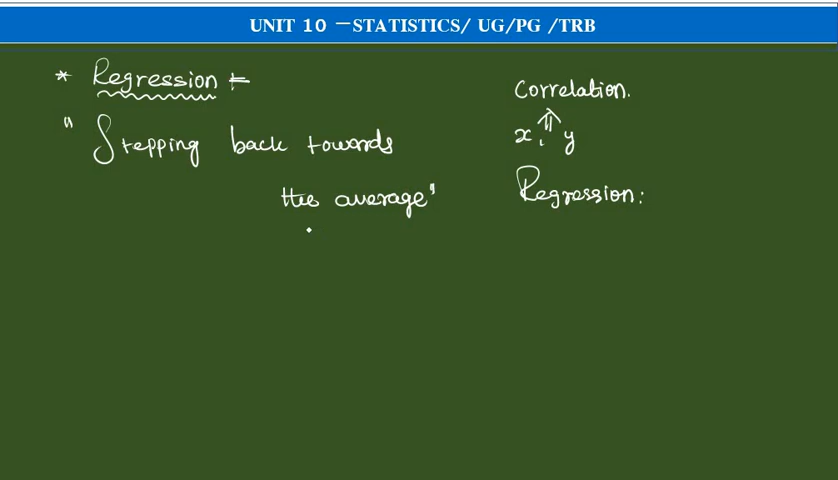 UNIT 10 -STATISTICS/ UG/PG /TRB
* Regression :-
"Stepping back towards
the average"
Correlation.
x, y
Regression: